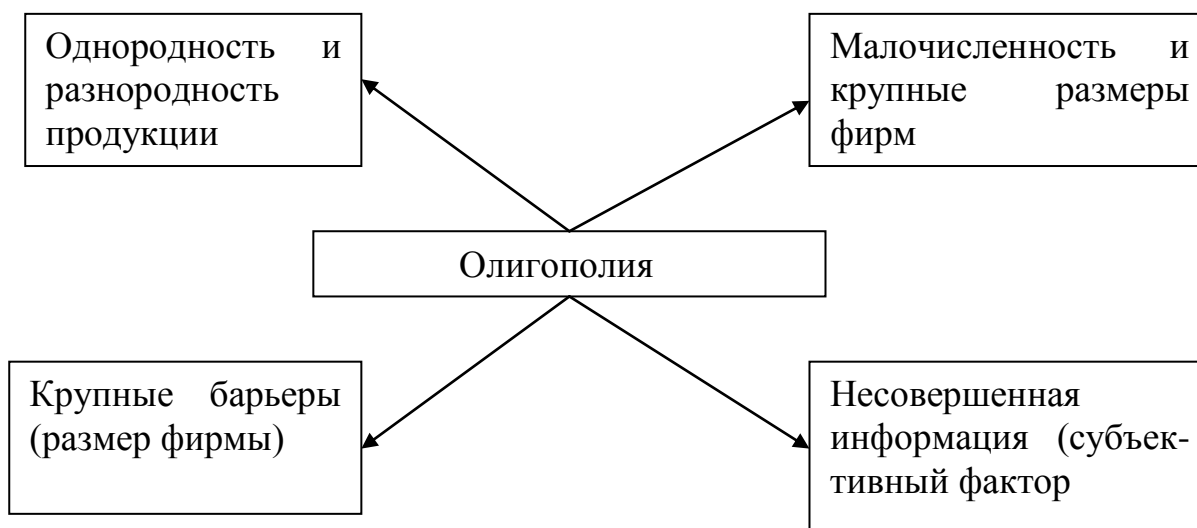 Однородность и
разнородность
продукции
Малочисленность и
крупные размеры
фирм
Олигополия
Крупные барьеры
(размер фирмы)
Несовершенная
информация (субъек-
тивный фактор